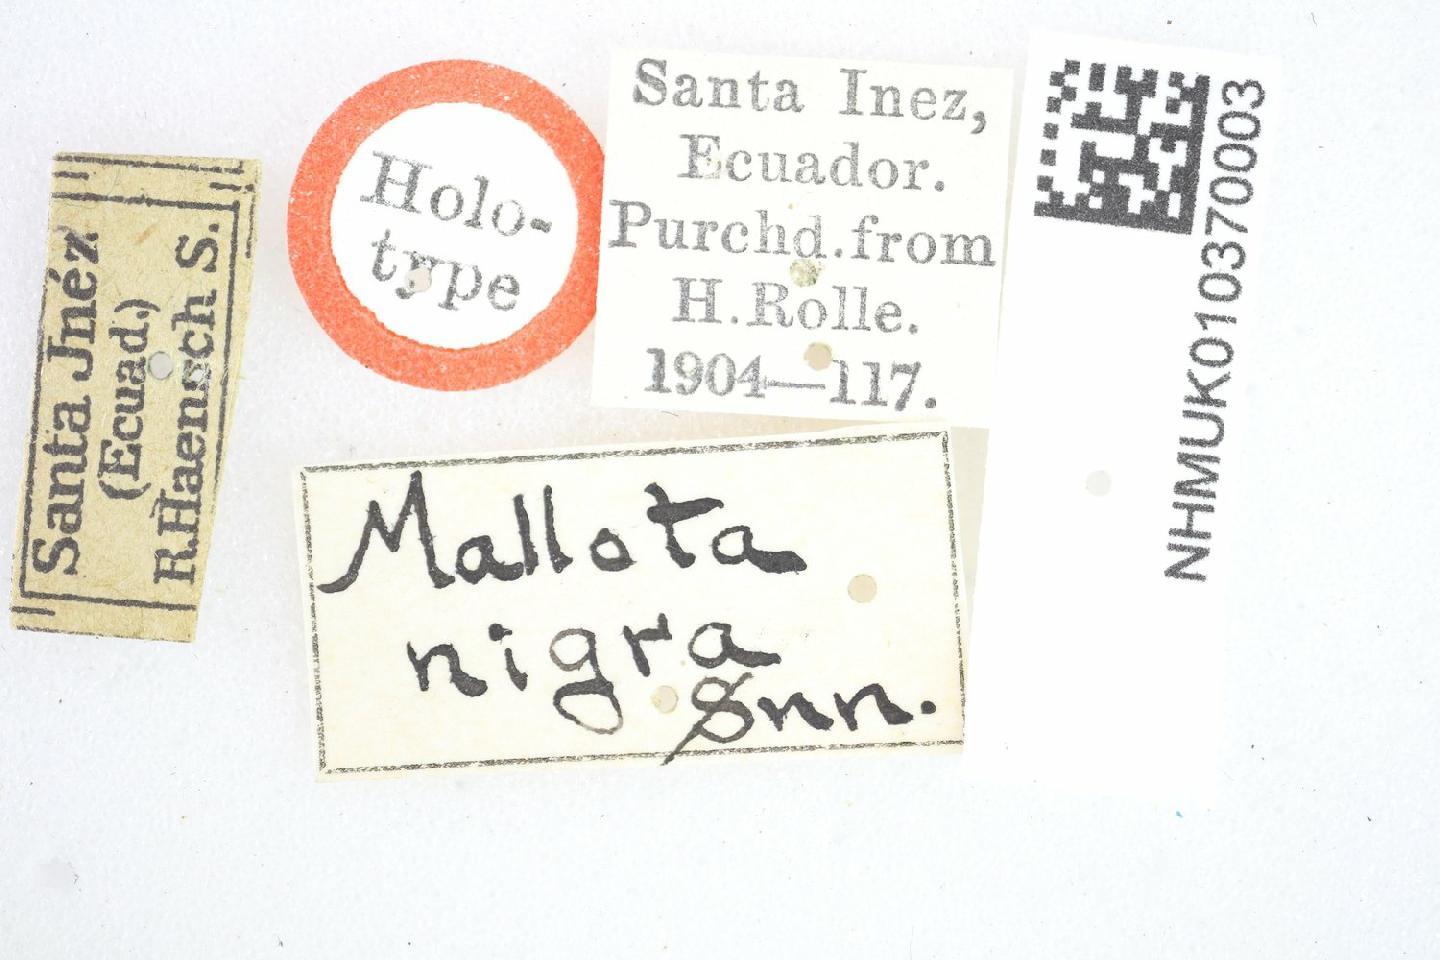 Santa Jnéz
(Ecuad.)
R. Haensch S.
Holo-
type
Santa Inez,
Ecuador.
Purchd. from
H. Rolle.
1904—117.
Mallota
nigra
Snn.
NHMUK010370003